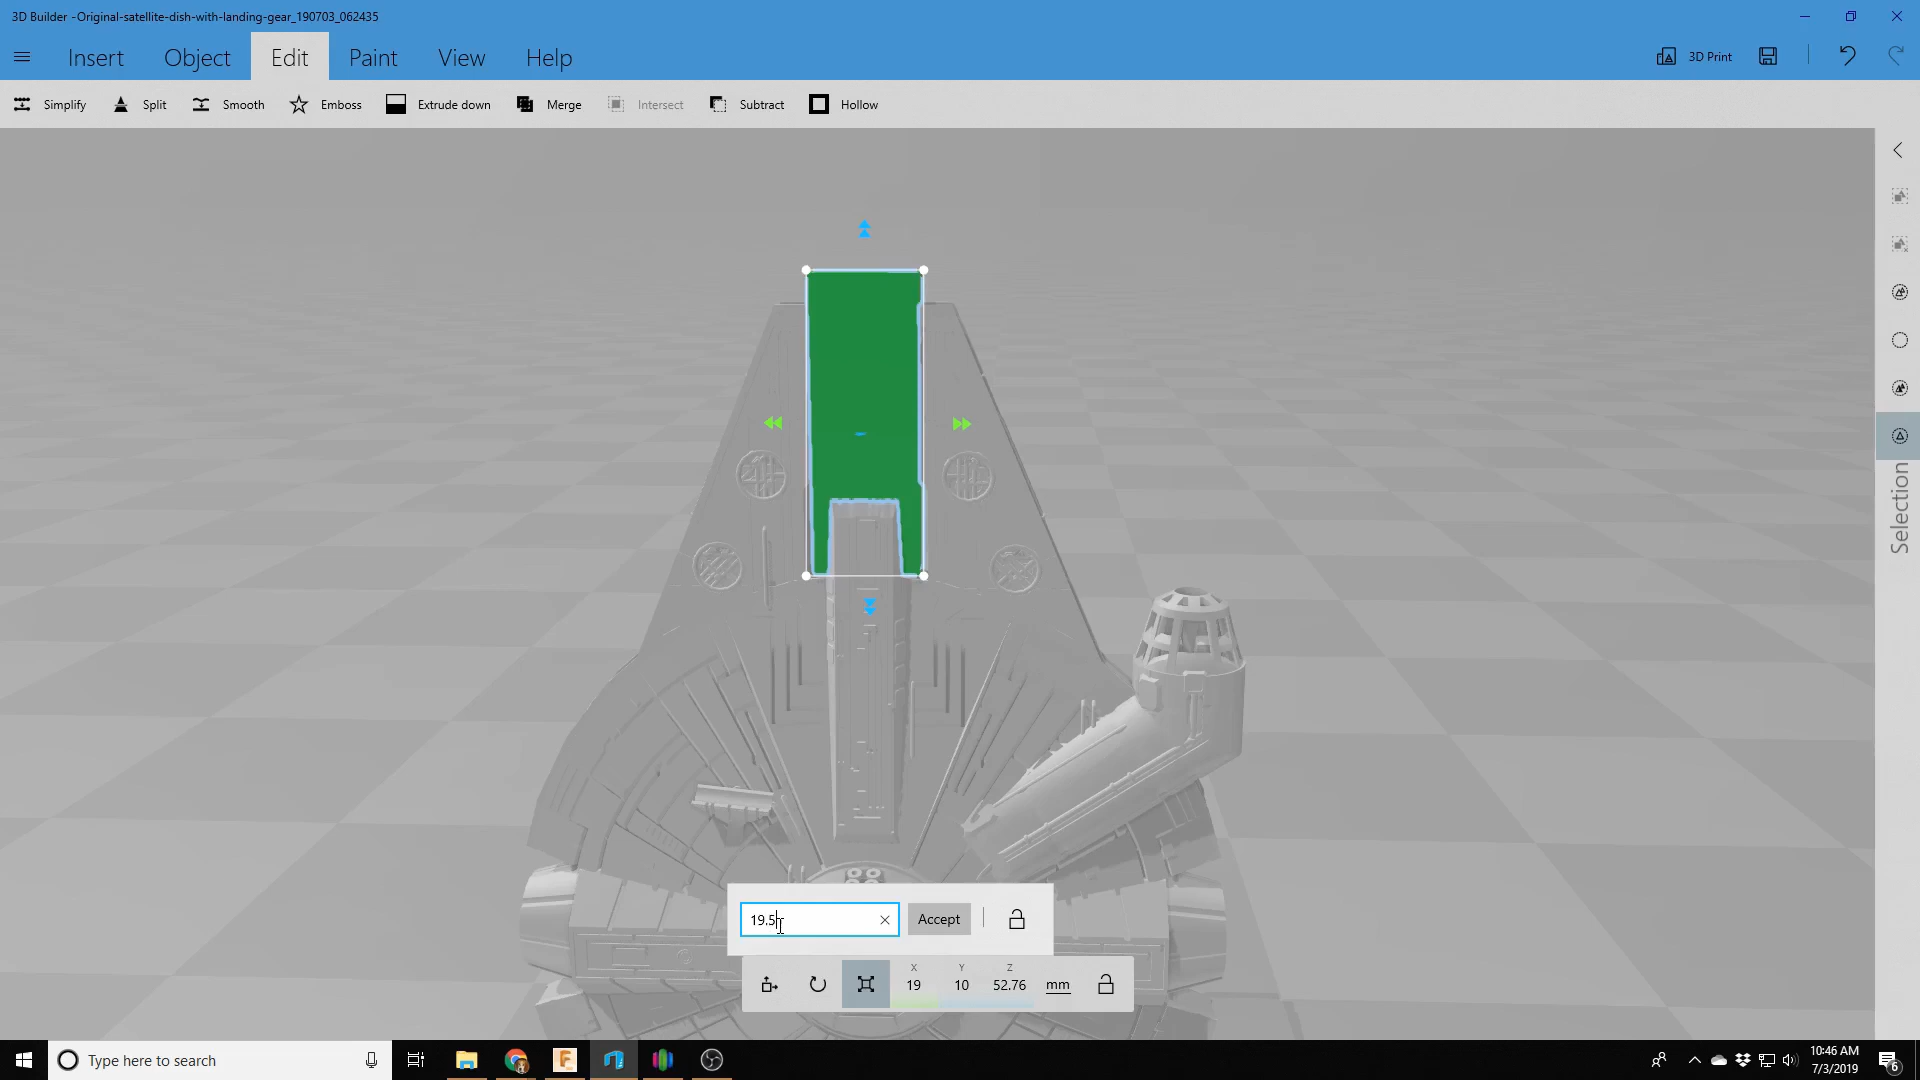 3D Builder -Original-satellite-dish-with-landing-gear_190703_062435
Insert Object Edit Paint View Help 3D Print
Simplify Split Smooth Emboss Extrude down Merge Intersect Subtract Hollow
Selection
19.5 Accept
X Y Z
19 10 52.76 mm
Type here to search
10:46 AM
7/3/2019
6